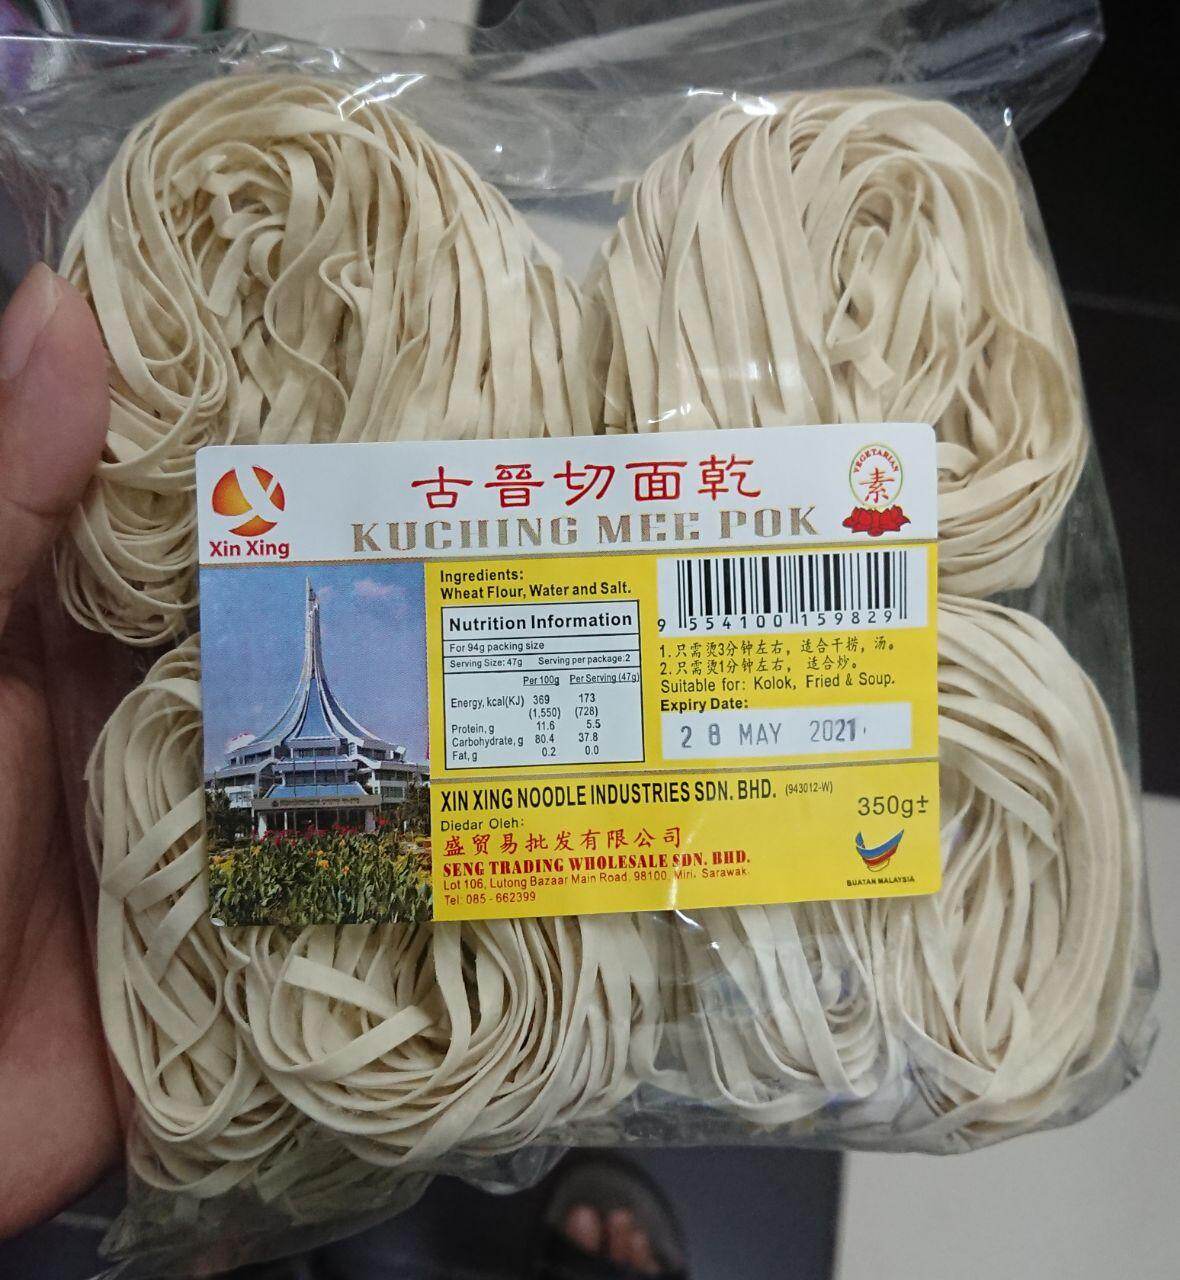 Xin Xing
古晉切面乾
KUCHING MEE POK
VEGETARIAN
素
Ingredients:
Wheat Flour, Water and Salt.
Nutrition Information
For 94g packing size
Serving Size: 47g Serving per package:2
Per 100g Per Serving (47g)
Energy, kcal(KJ) 369 173
(1,550) (728)
Protein, g 11.6 5.5
Carbohydrate, g 80.4 37.8
Fat, g 0.2 0.0
9 554100 159829
1.只需烫3分钟左右，适合干捞，汤。
2.只需烫1分钟左右，适合炒。
Suitable for: Kolok, Fried & Soup.
Expiry Date:
28 MAY 2021
XIN XING NOODLE INDUSTRIES SDN. BHD. (943012-W)
Diedar Oleh:
盛贸易批发有限公司
SENG TRADING WHOLESALE SDN. BHD.
Lot 106, Lutong Bazaar Main Road, 98100, Miri, Sarawak.
Tel: 085 - 662399
350g±
BUATAN MALAYSIA